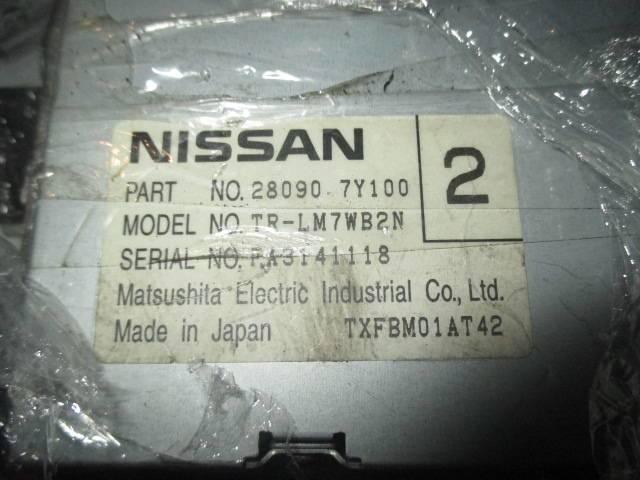 NISSAN
2
PART NO. 28090 7Y100
MODEL NO. TR-LM7WB2N
SERIAL NO. PA3141118
Matsushita Electric Industrial Co., Ltd.
Made in Japan TXFBM01AT42